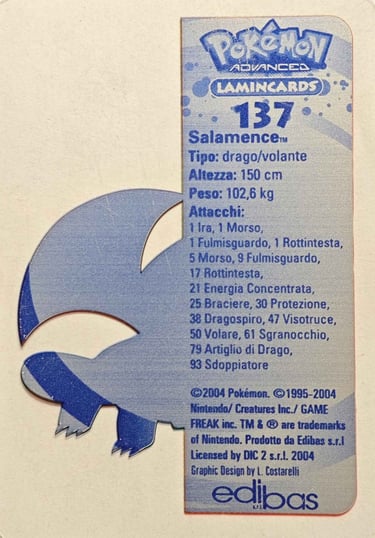 POKéMON
ADVANCED
LAMINCARDS
137
Salamence™
Tipo: drago/volante
Altezza: 150 cm
Peso: 102,6 kg
Attacchi:
1 Ira, 1 Morso,
1 Fulmisguardo, 1 Rottintesta,
5 Morso, 9 Fulmisguardo,
17 Rottintesta,
21 Energia Concentrata,
25 Braciere, 30 Protezione,
38 Dragospiro, 47 Visotruce,
50 Volare, 61 Sgranocchio,
79 Artiglio di Drago,
93 Sdoppiatore
©2004 Pokémon. ©1995-2004
Nintendo/ Creatures Inc./ GAME
FREAK inc. TM & ® are trademarks
of Nintendo. Prodotto da Edibas s.r.l
Licensed by DIC 2 s.r.l. 2004
Graphic Design by L. Costarelli
edibas